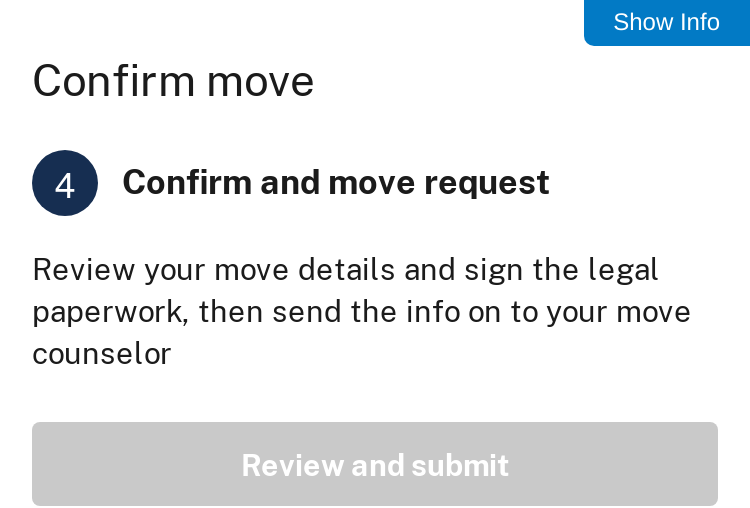 Show Info
Confirm move
4 Confirm and move request
Review your move details and sign the legal
paperwork, then send the info on to your move
counselor
Review and submit